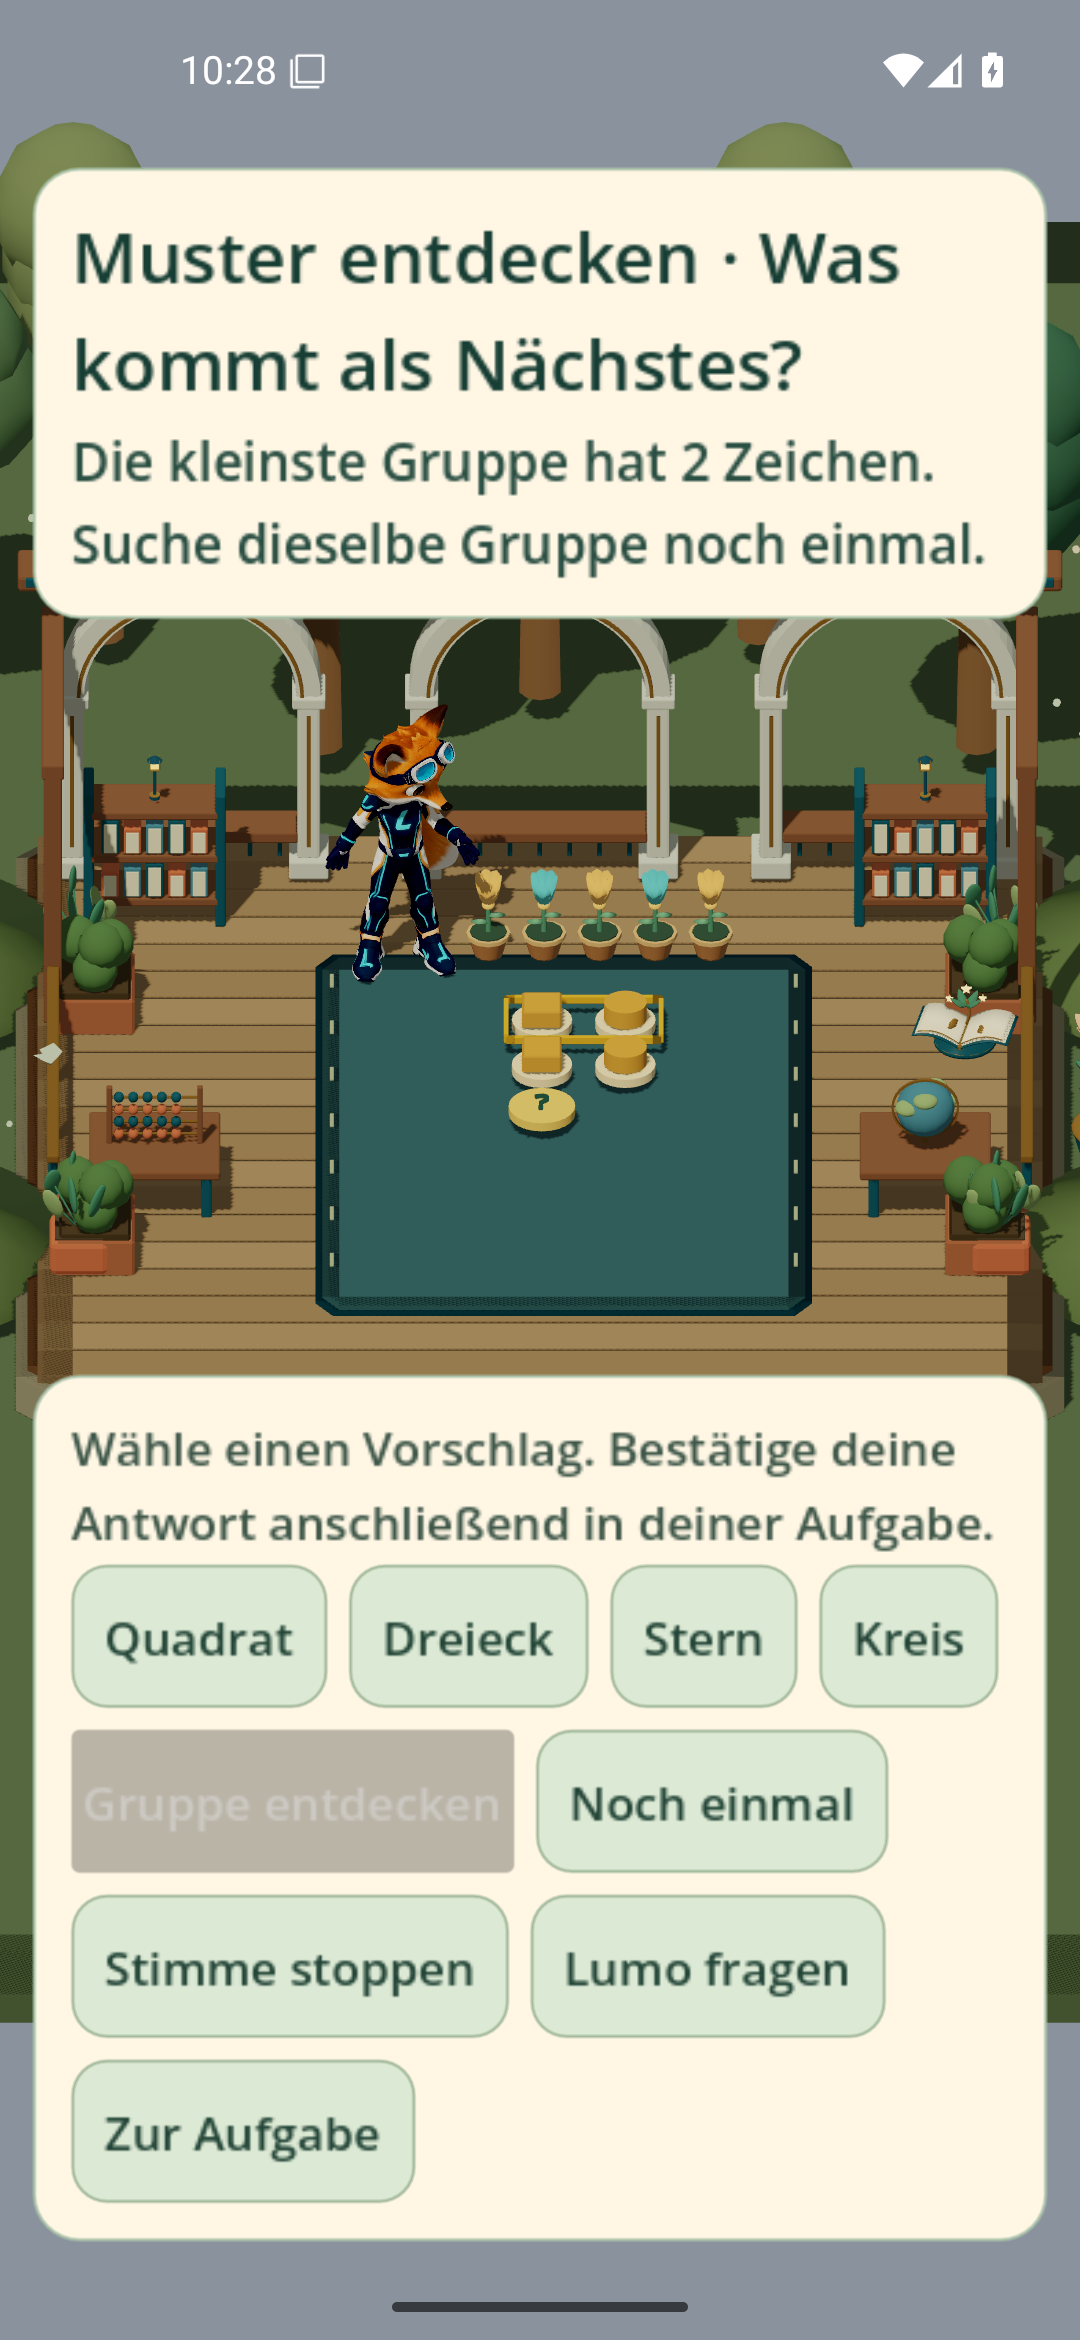 10:28
Muster entdecken · Was
kommt als Nächstes?
Die kleinste Gruppe hat 2 Zeichen.
Suche dieselbe Gruppe noch einmal.
?
Wähle einen Vorschlag. Bestätige deine
Antwort anschließend in deiner Aufgabe.
Quadrat Dreieck Stern Kreis
Gruppe entdecken Noch einmal
Stimme stoppen Lumo fragen
Zur Aufgabe